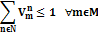 ∑_{n∈N} V_m^n ≤ 1 ∀m∈M